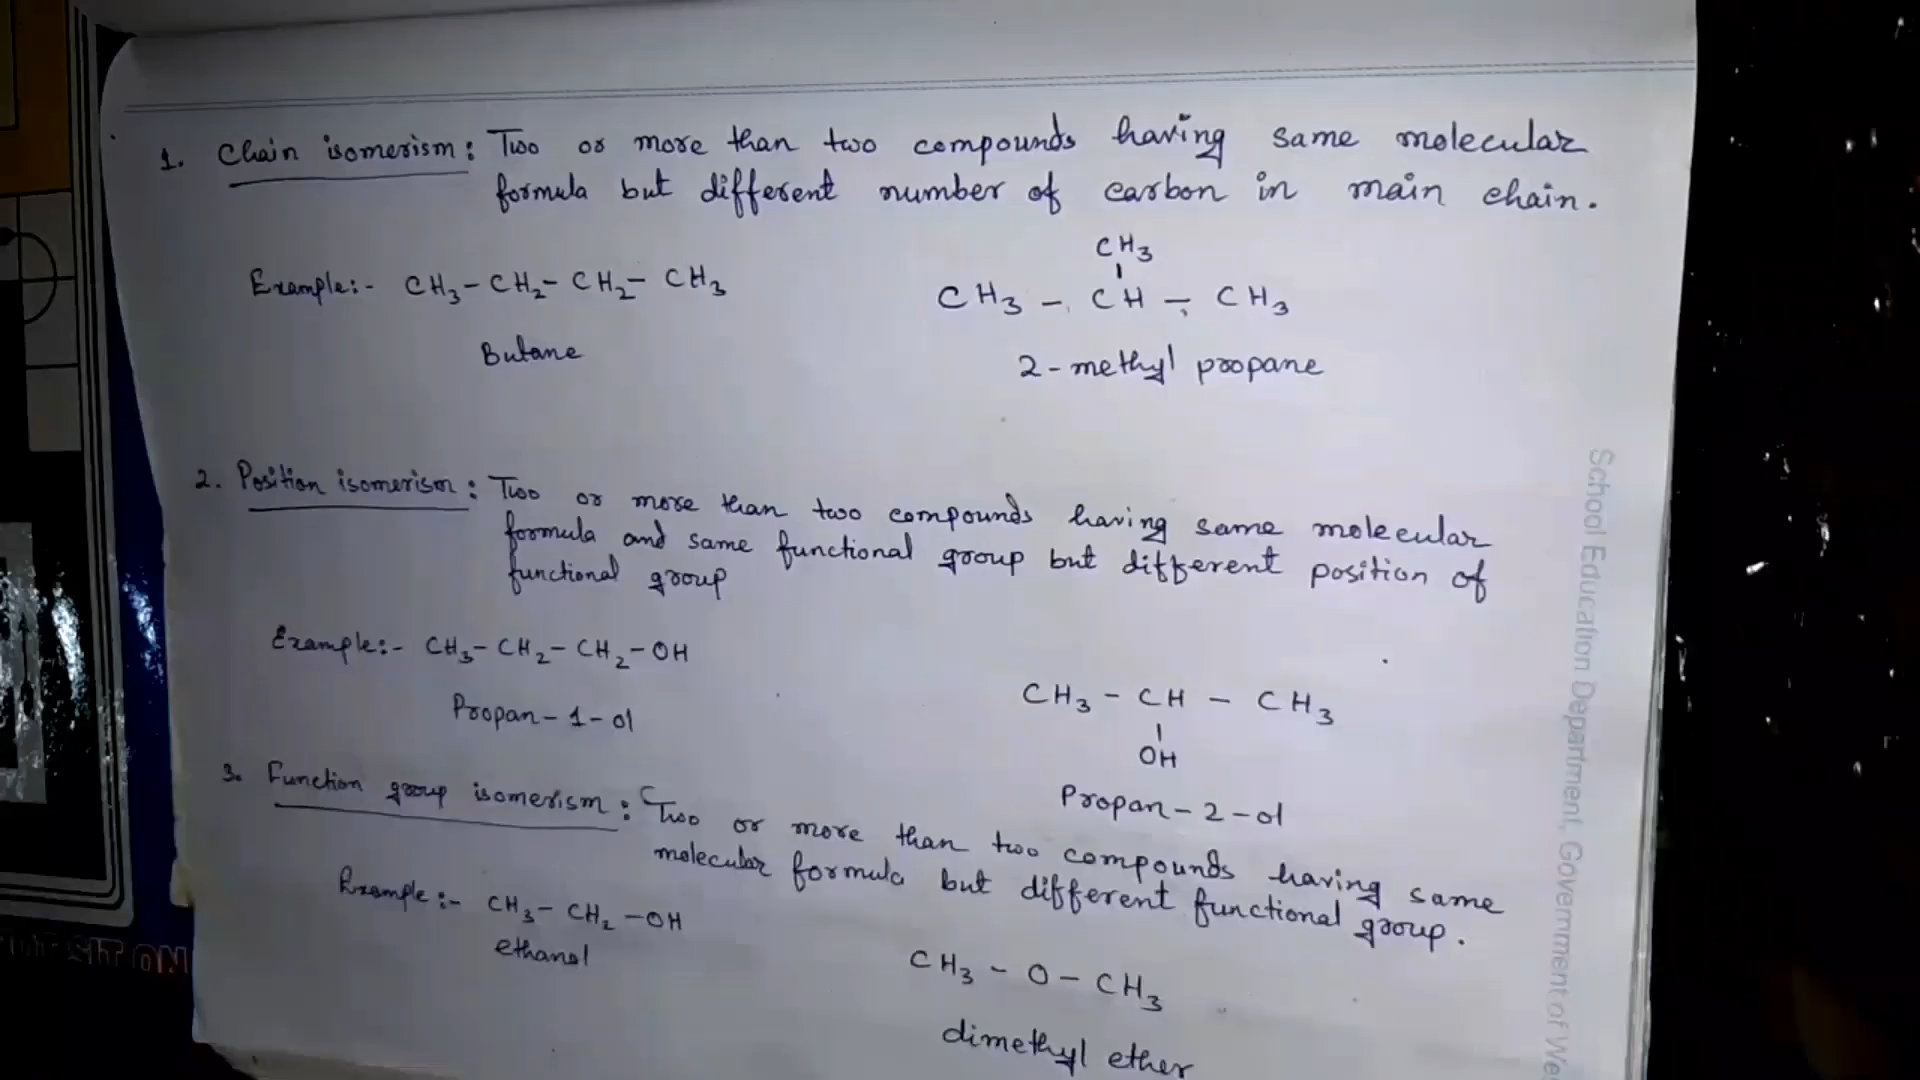 1. Chain isomerism: Two or more than two compounds having same molecular
formula but different number of carbon in main chain.
CH3
Example:- CH3-CH2-CH2-CH3
CH3 - CH - CH3
Butane
2-methyl propane
2. Position isomerism: Two or more than two compounds having same molecular
formula and same functional group but different position of
functional group
Example:- CH3-CH2-CH2-OH
CH3 - CH - CH3
OH
Propan-1-ol
Propan-2-ol
3. Function group isomerism: Two or more than two compounds having same
molecular formula but different functional group.
Example:- CH3-CH2-OH
ethanol
CH3-O-CH3
dimethyl ether
School Education Department, Government of We
SIT ON